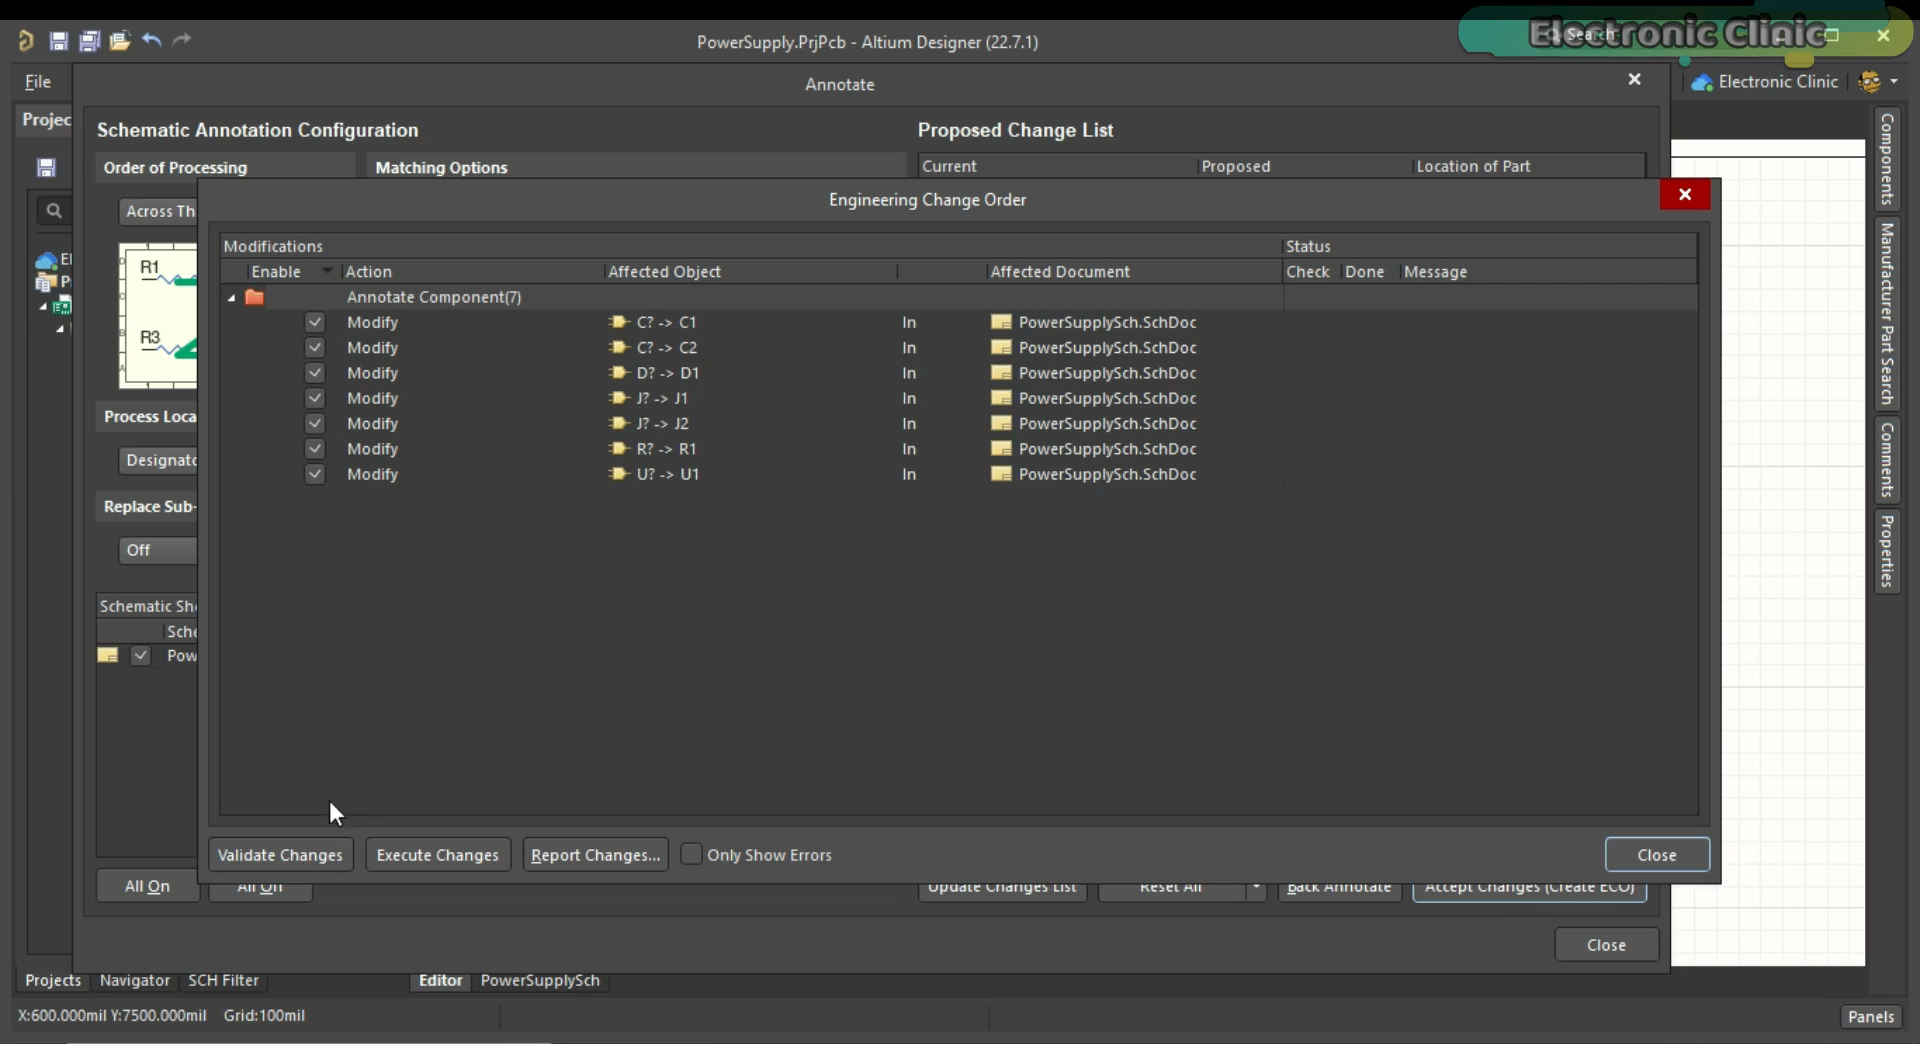 PowerSupply.PrjPcb - Altium Designer (22.7.1)
Search
Electronic Clinic
File
Annotate
Electronic Clinic
Projec
Schematic Annotation Configuration
Proposed Change List
Order of Processing
Matching Options
Current
Proposed
Location of Part
Across Th
Engineering Change Order
R1
R3
Modifications
Status
Enable
Action
Affected Object
Affected Document
Check
Done
Message
Annotate Component(7)
Modify C? -> C1 In PowerSupplySch.SchDoc
Modify C? -> C2 In PowerSupplySch.SchDoc
Modify D? -> D1 In PowerSupplySch.SchDoc
Modify J? -> J1 In PowerSupplySch.SchDoc
Modify J? -> J2 In PowerSupplySch.SchDoc
Modify R? -> R1 In PowerSupplySch.SchDoc
Modify U? -> U1 In PowerSupplySch.SchDoc
Process Loca
Designato
Replace Sub-
Off
Schematic She
Sche
Pow
Validate Changes
Execute Changes
Report Changes...
Only Show Errors
Close
All On
All Off
Update Changes List
Reset All
Back Annotate
Accept Changes (Create ECO)
Close
Projects
Navigator
SCH Filter
Editor
PowerSupplySch
X:600.000mil Y:7500.000mil Grid:100mil
Panels
Components
Manufacturer Part Search
Comments
Properties